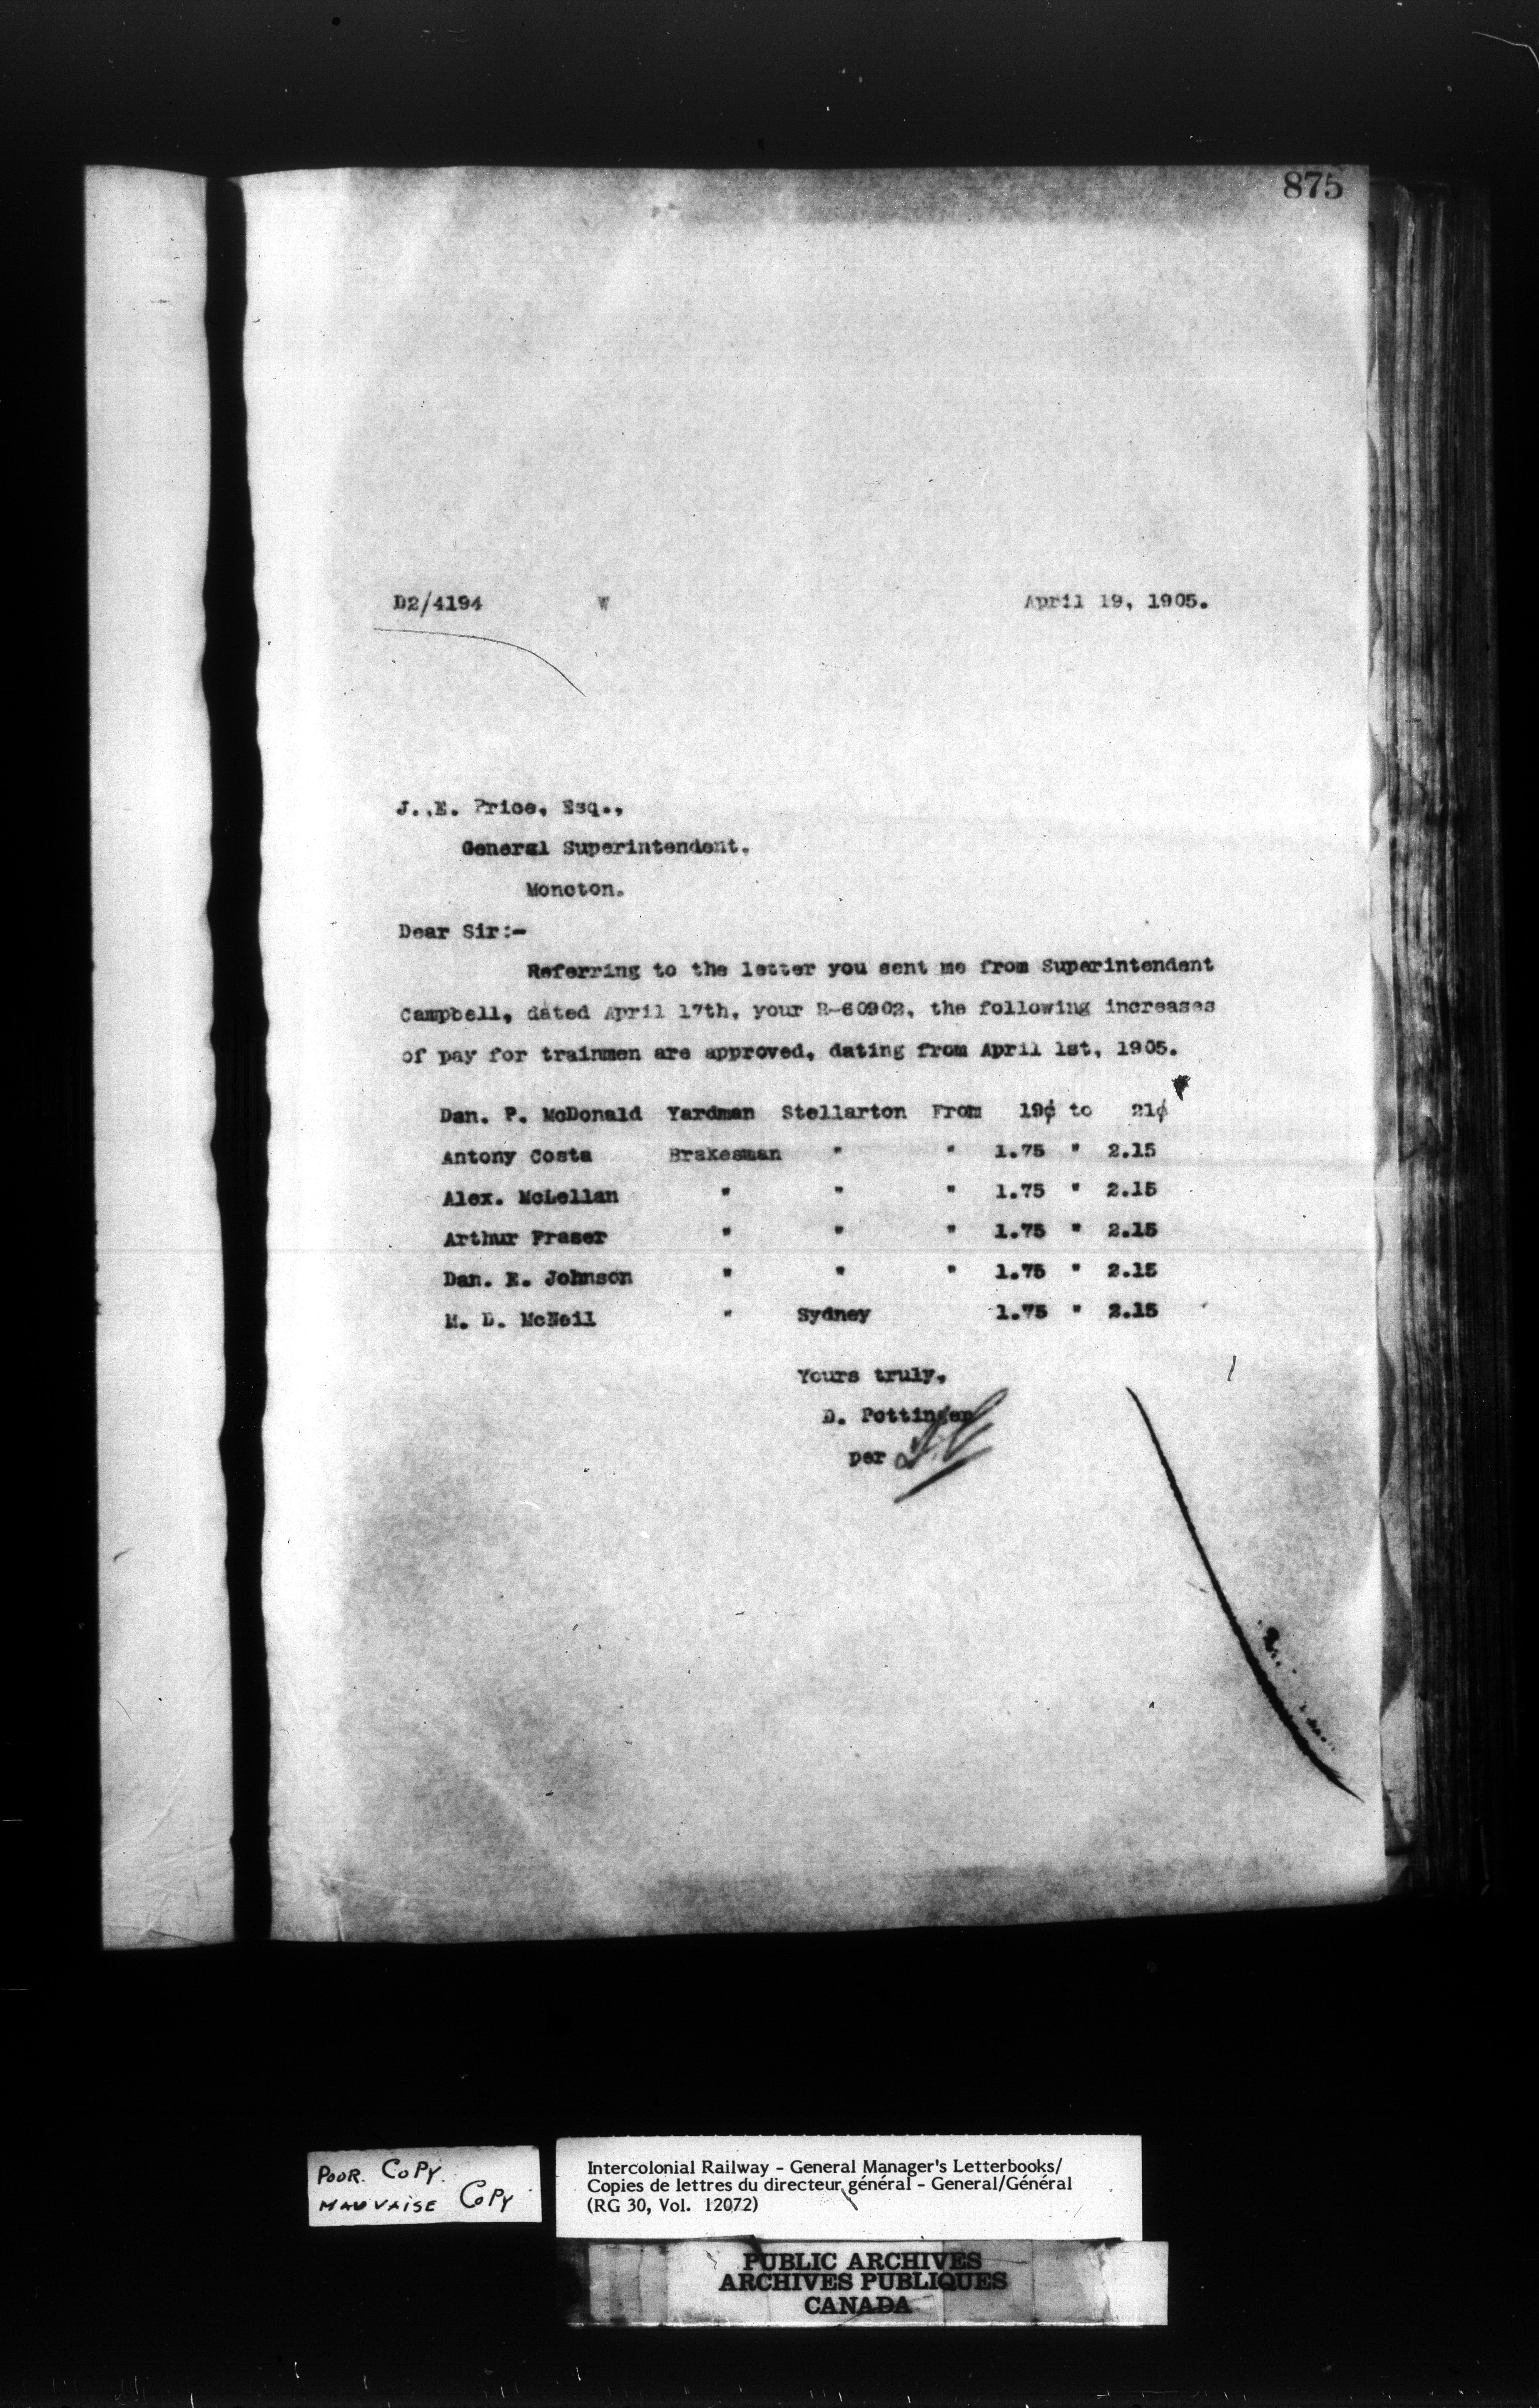 875
D2/4194 W April 19, 1905.
J. E. Price, Esq.,
General Superintendent,
Moncton.
Dear Sir:-
Referring to the letter you sent me from Superintendent
Campbell, dated April 17th, your R-60902, the following increases
of pay for trainmen are approved, dating from April 1st, 1905.
Dan. P. McDonald Yardman Stellarton From 19¢ to 21¢
Antony Costa Brakesman " " 1.75 " 2.15
Alex. McLellan " " " 1.75 " 2.15
Arthur Fraser " " " 1.75 " 2.15
Dan. E. Johnson " " " 1.75 " 2.15
M. D. McNeil " Sydney 1.75 " 2.15
Yours truly,
D. Pottinger
per
POOR COPY.
MAUVAISE COPY
Intercolonial Railway - General Manager's Letterbooks/
Copies de lettres du directeur général - General/Général
(RG 30, Vol. 12072)
PUBLIC ARCHIVES
ARCHIVES PUBLIQUES
CANADA